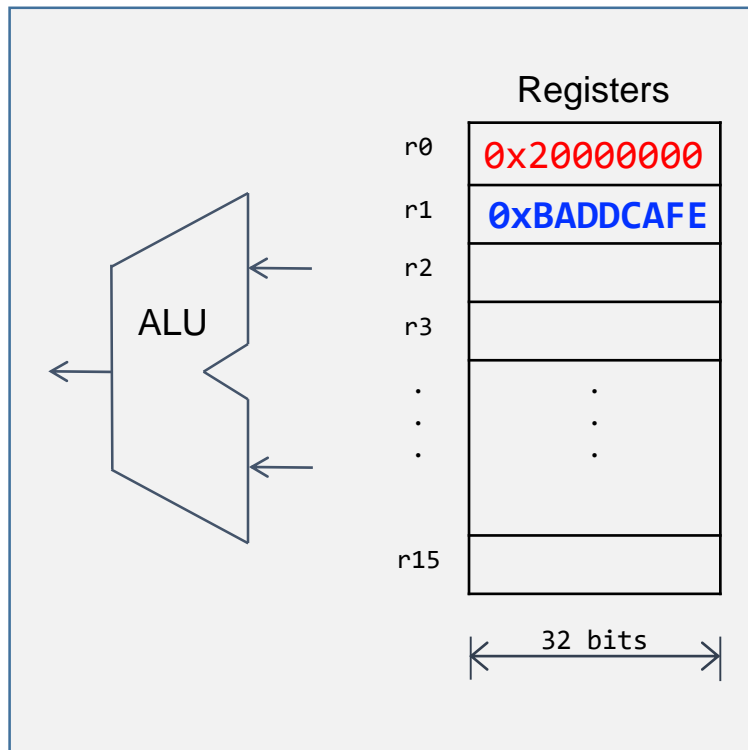 Registers
r0 0x20000000
r1 0xBADDCAFE
r2
r3
ALU
. .
. .
. .
r15
32 bits